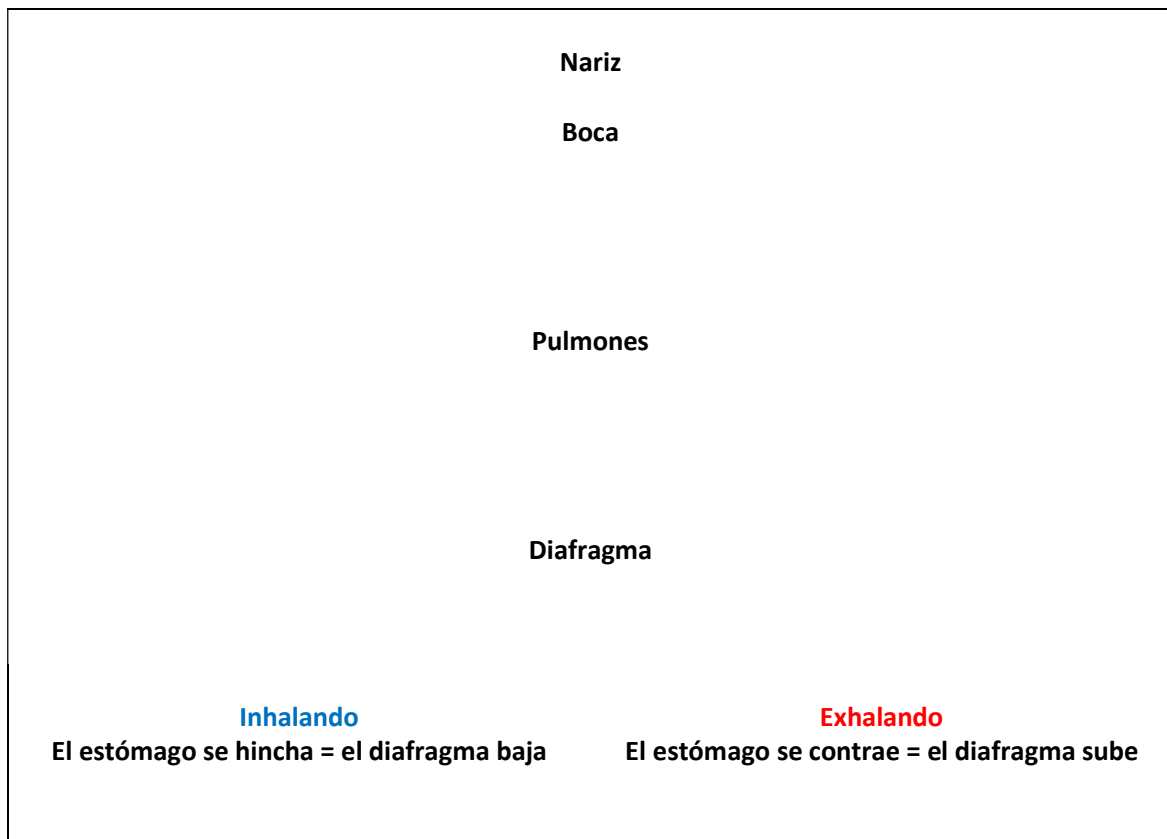 Nariz
Boca
Pulmones
Diafragma
Inhalando
El estómago se hincha = el diafragma baja
Exhalando
El estómago se contrae = el diafragma sube